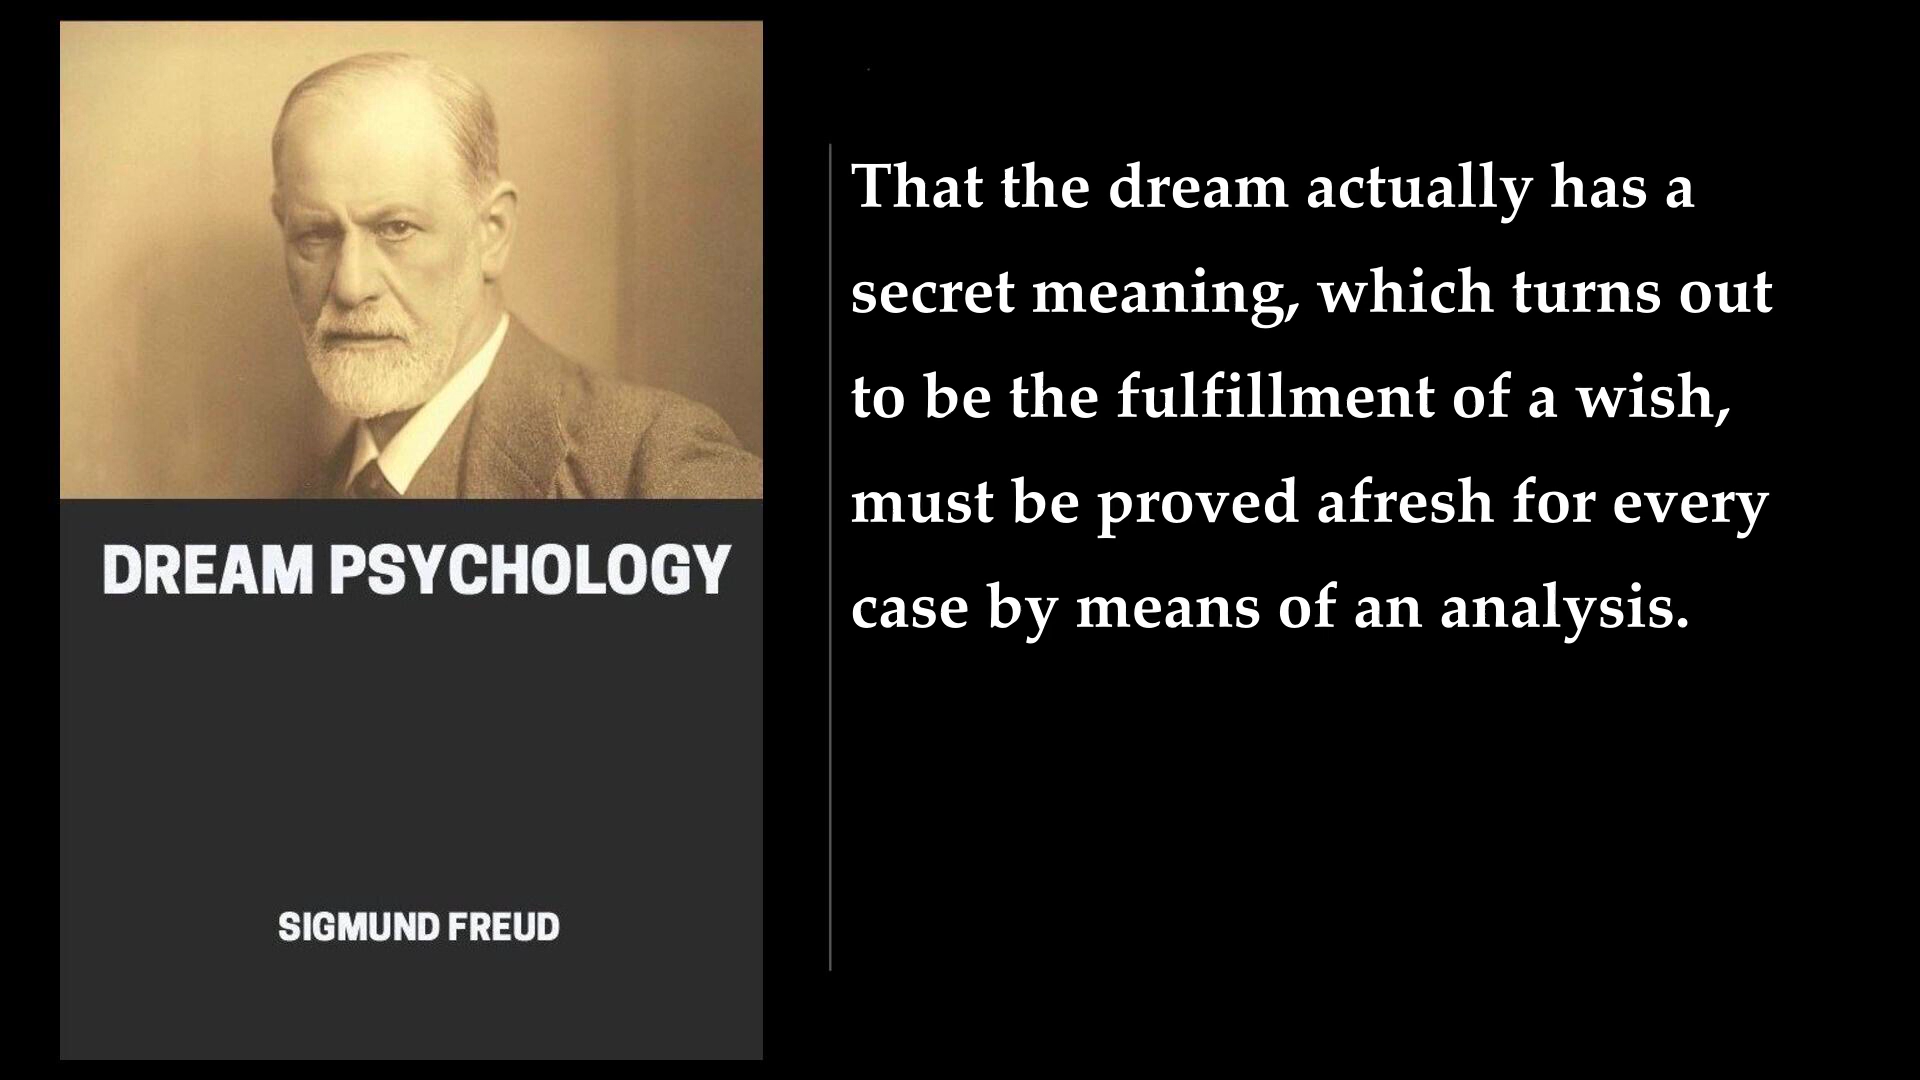 DREAM PSYCHOLOGY
SIGMUND FREUD
That the dream actually has a
secret meaning, which turns out
to be the fulfillment of a wish,
must be proved afresh for every
case by means of an analysis.